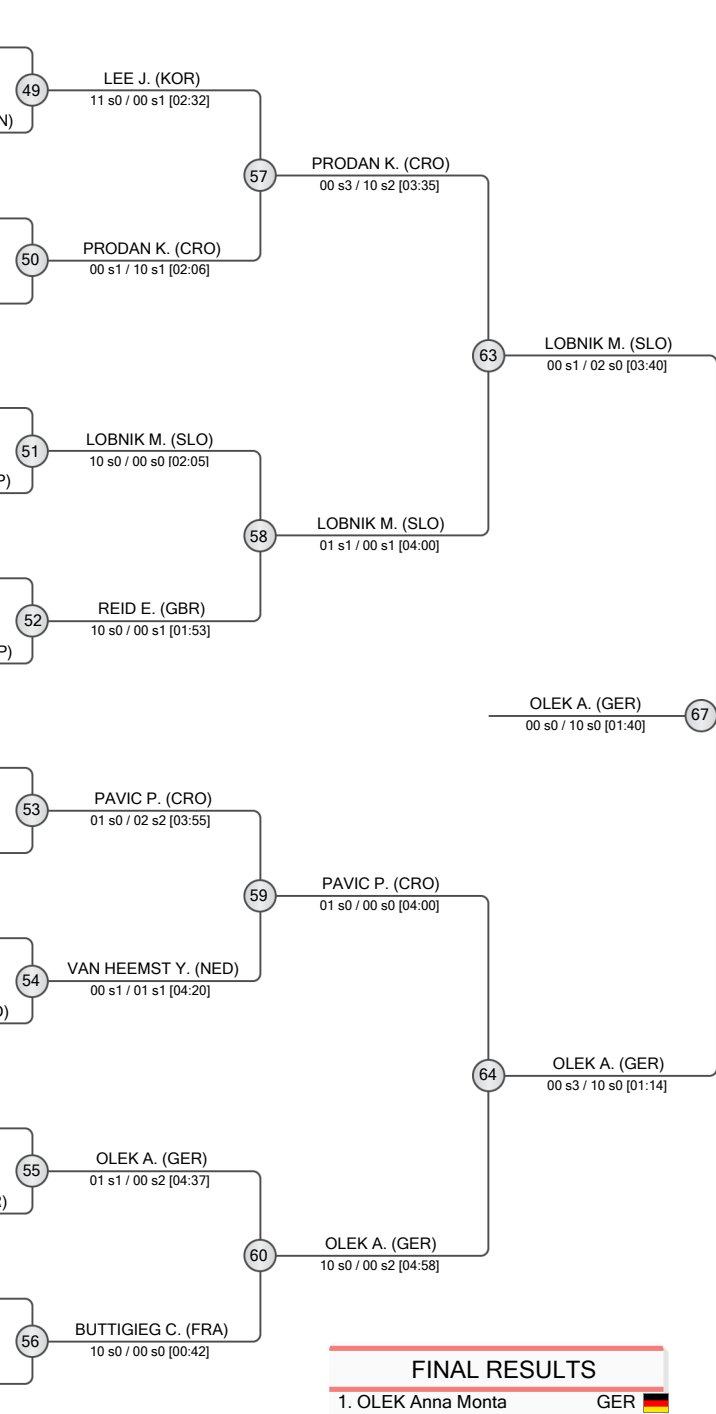 49
LEE J. (KOR)
11 s0 / 00 s1 [02:32]
N)
57
PRODAN K. (CRO)
00 s3 / 10 s2 [03:35]
50
PRODAN K. (CRO)
00 s1 / 10 s1 [02:06]
63
LOBNIK M. (SLO)
00 s1 / 02 s0 [03:40]
51
LOBNIK M. (SLO)
10 s0 / 00 s0 [02:05]
P)
58
LOBNIK M. (SLO)
01 s1 / 00 s1 [04:00]
52
REID E. (GBR)
10 s0 / 00 s1 [01:53]
P)
OLEK A. (GER)
00 s0 / 10 s0 [01:40]
67
53
PAVIC P. (CRO)
01 s0 / 02 s2 [03:55]
59
PAVIC P. (CRO)
01 s0 / 00 s0 [04:00]
54
VAN HEEMST Y. (NED)
00 s1 / 01 s1 [04:20]
)
64
OLEK A. (GER)
00 s3 / 10 s0 [01:14]
55
OLEK A. (GER)
01 s1 / 00 s2 [04:37]
)
60
OLEK A. (GER)
10 s0 / 00 s2 [04:58]
56
BUTTIGIEG C. (FRA)
10 s0 / 00 s0 [00:42]
FINAL RESULTS
1. OLEK Anna Monta GER